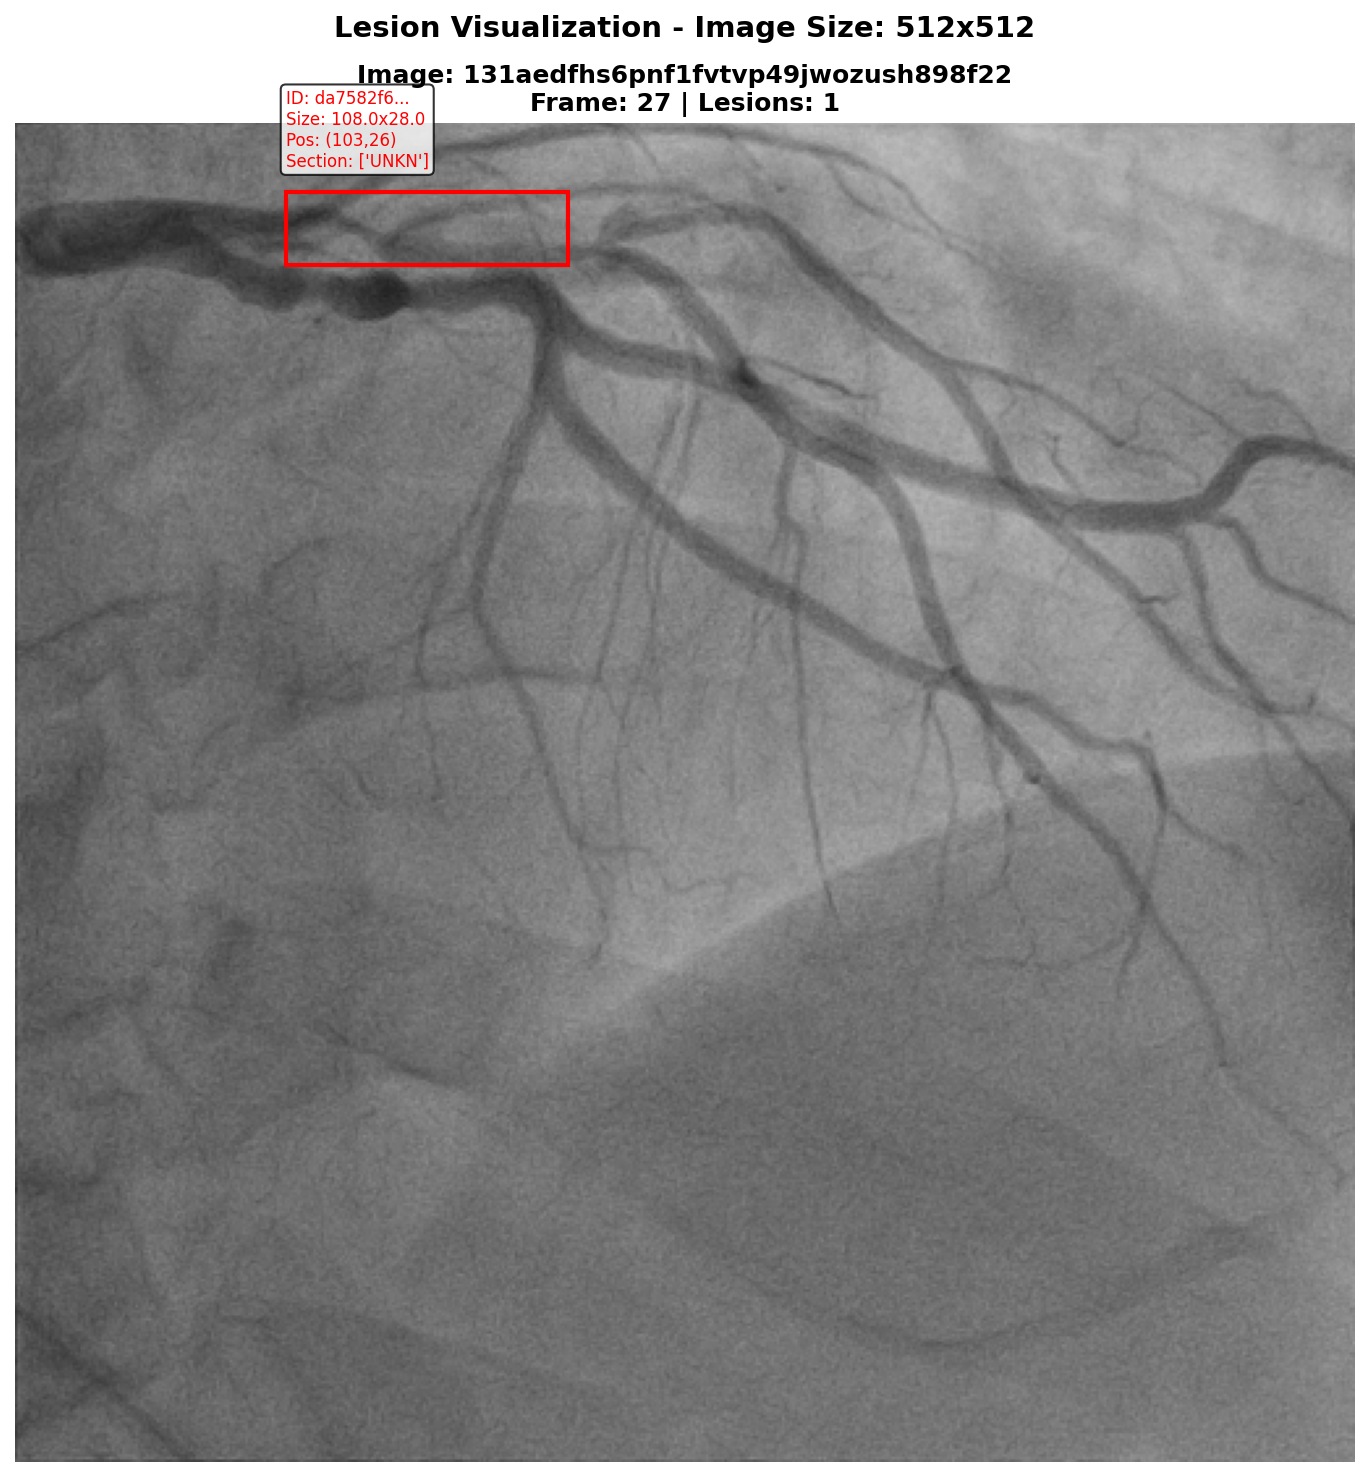 Lesion Visualization - Image Size: 512x512
Image: 131aedfhs6pnf1fvtvp49jwozush898f22
Frame: 27 | Lesions: 1
ID: da7582f6...
Size: 108.0x28.0
Pos: (103,26)
Section: ['UNKN']